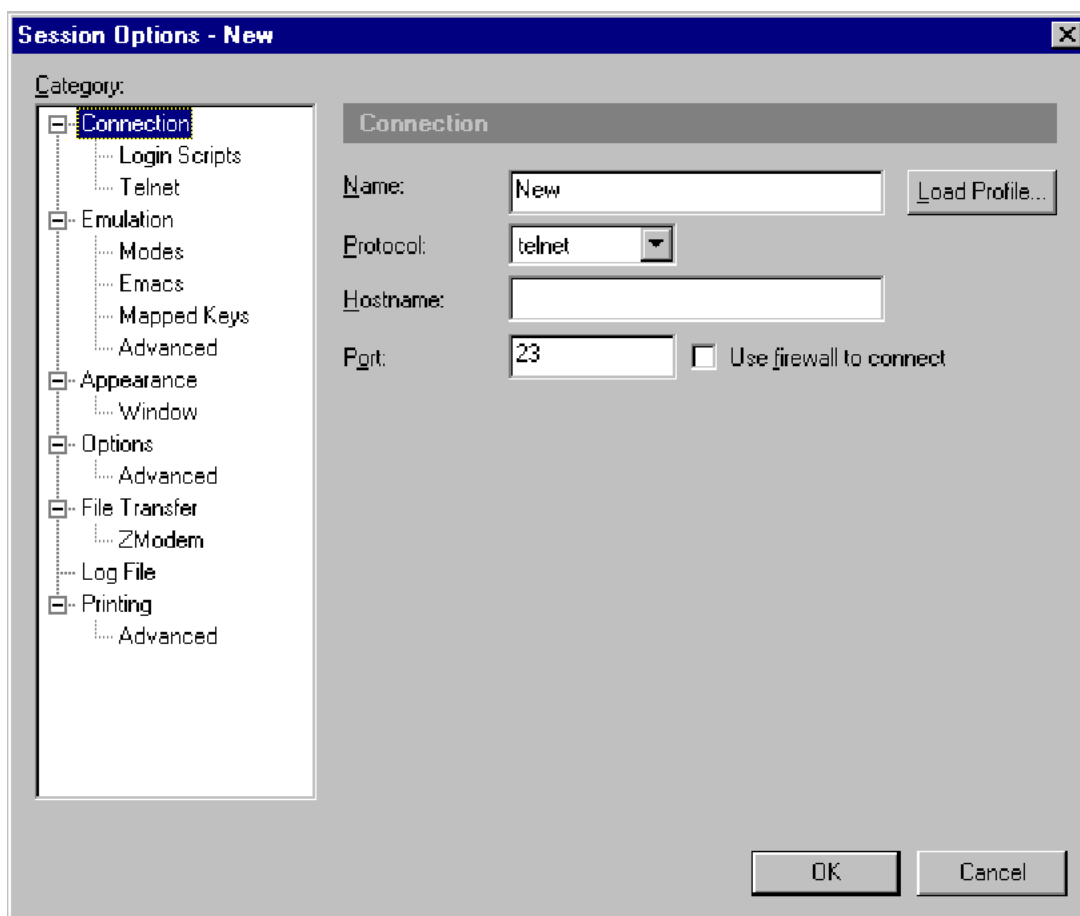 Session Options - New
Category:
Connection
Login Scripts
Telnet
Emulation
Modes
Emacs
Mapped Keys
Advanced
Appearance
Window
Options
Advanced
File Transfer
ZModem
Log File
Printing
Advanced
Connection
Name: New Load Profile...
Protocol: telnet
Hostname:
Port: 23 Use firewall to connect
OK Cancel